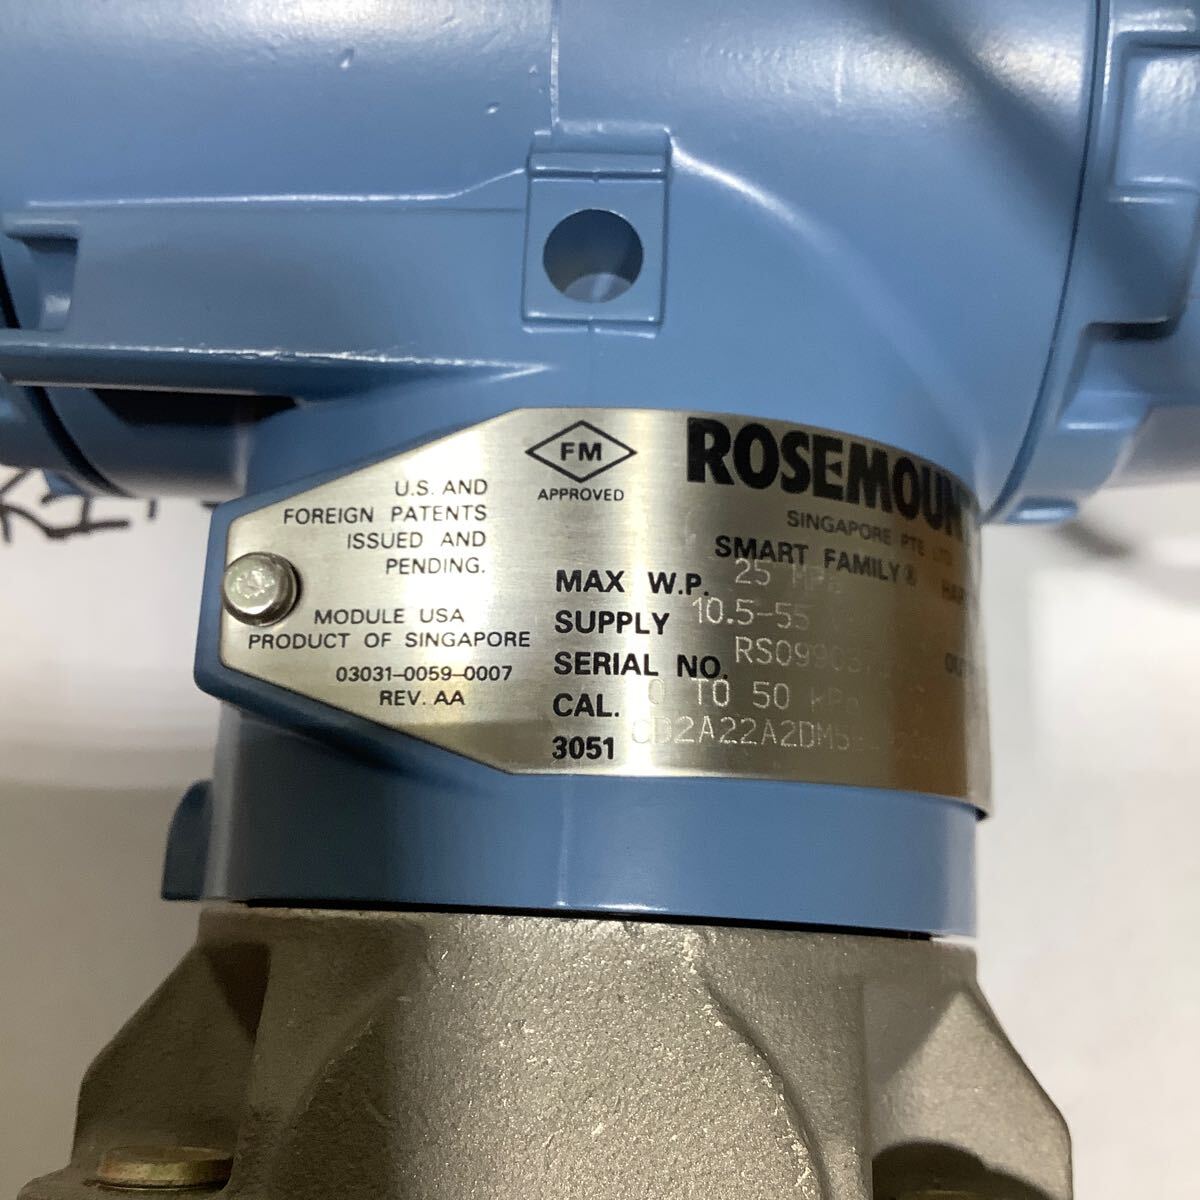 FM
APPROVED
ROSEMOUNT
SINGAPORE PTE LTD
SMART FAMILY®
U.S. AND
FOREIGN PATENTS
ISSUED AND
PENDING.
MODULE USA
PRODUCT OF SINGAPORE
03031-0059-0007
REV. AA
MAX W.P. 25 MPa
SUPPLY 10.5-55
SERIAL NO.
CAL. 0 TO 50 kPa
3051